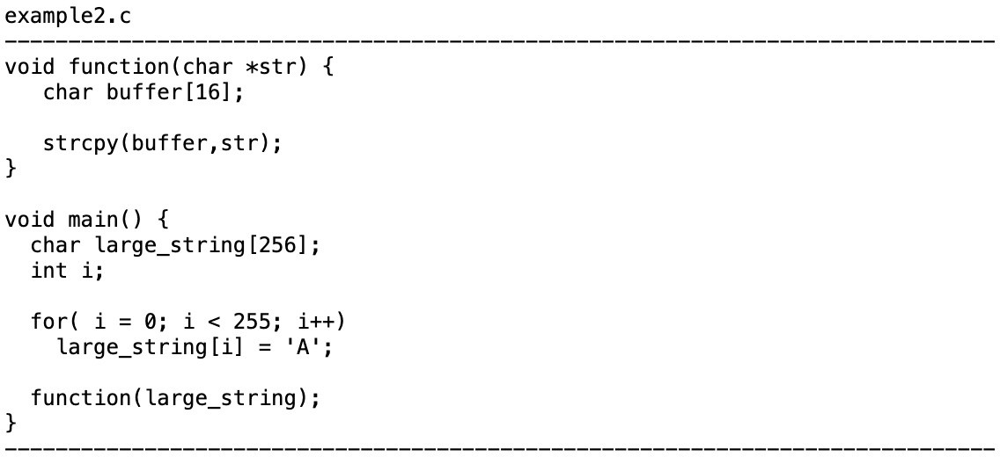 example2.c
------------------------------------------------------------------------------
void function(char *str) {
   char buffer[16];

   strcpy(buffer,str);
}

void main() {
  char large_string[256];
  int i;

  for( i = 0; i < 255; i++)
    large_string[i] = 'A';

  function(large_string);
}
------------------------------------------------------------------------------